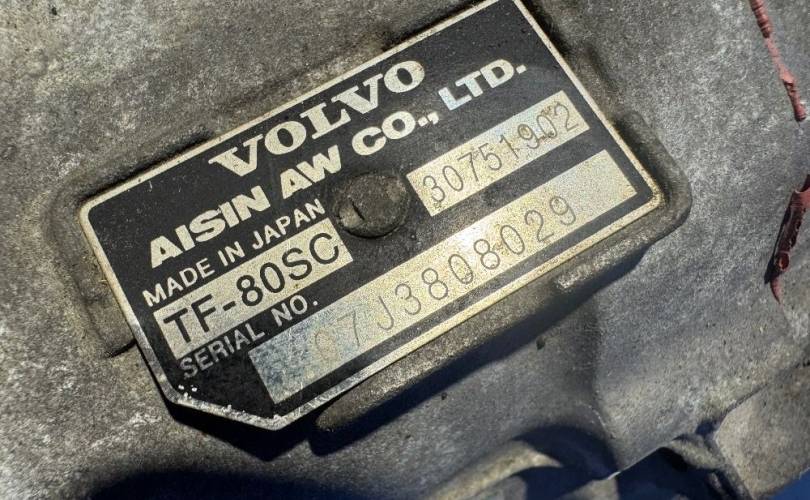 VOLVO
AISIN AW CO., LTD.
MADE IN JAPAN
30751902
TF-80SC
SERIAL NO.
07J3808029